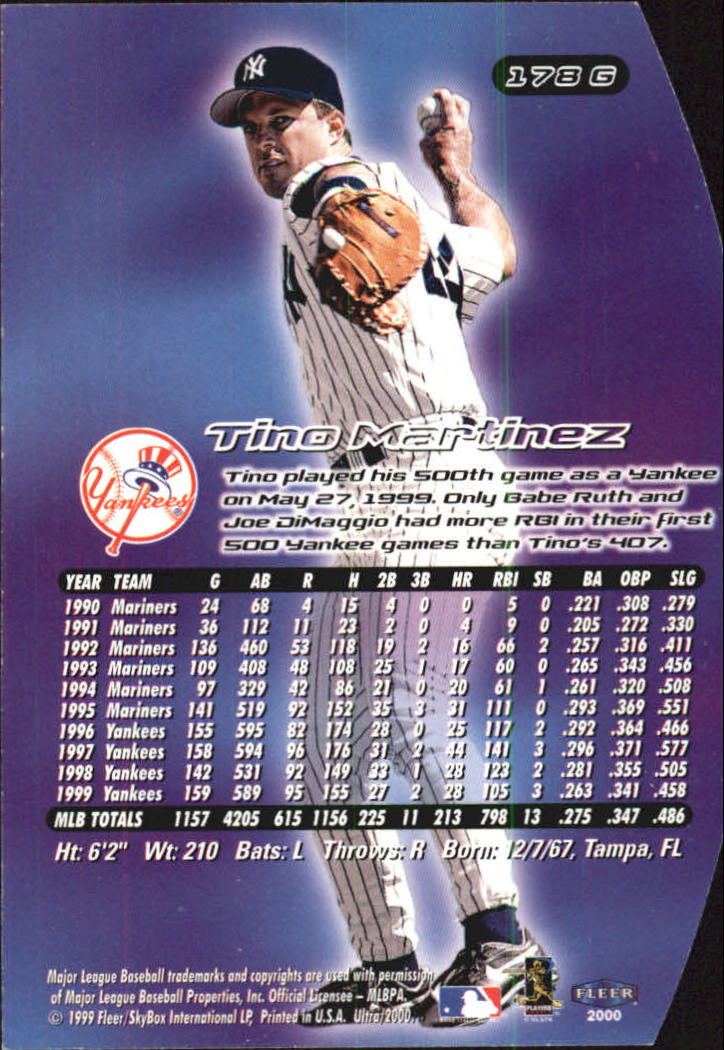 178 G
NY
Tino Martinez
Yankees
Tino played his 500th game as a Yankee
on May 27, 1999. Only Babe Ruth and
Joe DiMaggio had more RBI in their first
500 Yankee games than Tino's 407.
YEAR TEAM G AB R H 2B 3B HR RBI SB BA OBP SLG
1990 Mariners 24 68 4 15 4 0 0 5 0 .221 .308 .279
1991 Mariners 36 112 11 23 2 0 4 9 0 .205 .272 .330
1992 Mariners 136 460 53 118 19 2 16 66 2 .257 .316 .411
1993 Mariners 109 408 48 108 25 1 17 60 0 .265 .343 .456
1994 Mariners 97 329 42 86 21 0 20 61 1 .261 .320 .508
1995 Mariners 141 519 92 152 35 3 31 111 0 .293 .369 .551
1996 Yankees 155 595 82 174 28 0 25 117 2 .292 .364 .466
1997 Yankees 158 594 96 176 31 2 44 141 3 .296 .371 .577
1998 Yankees 142 531 92 149 33 1 28 123 2 .281 .355 .505
1999 Yankees 159 589 95 155 27 2 28 105 3 .263 .341 .458
MLB TOTALS 1157 4205 615 1156 225 11 213 798 13 .275 .347 .486
Ht: 6'2" Wt: 210 Bats: L Throws: R Born: 12/7/67, Tampa, FL
Major League Baseball trademarks and copyrights are used with permission
of Major League Baseball Properties, Inc. Official Licensee – MLBPA.
© 1999 Fleer/SkyBox International LP, Printed in U.S.A. Ultra/2000.
PLAYERS
FLEER
2000